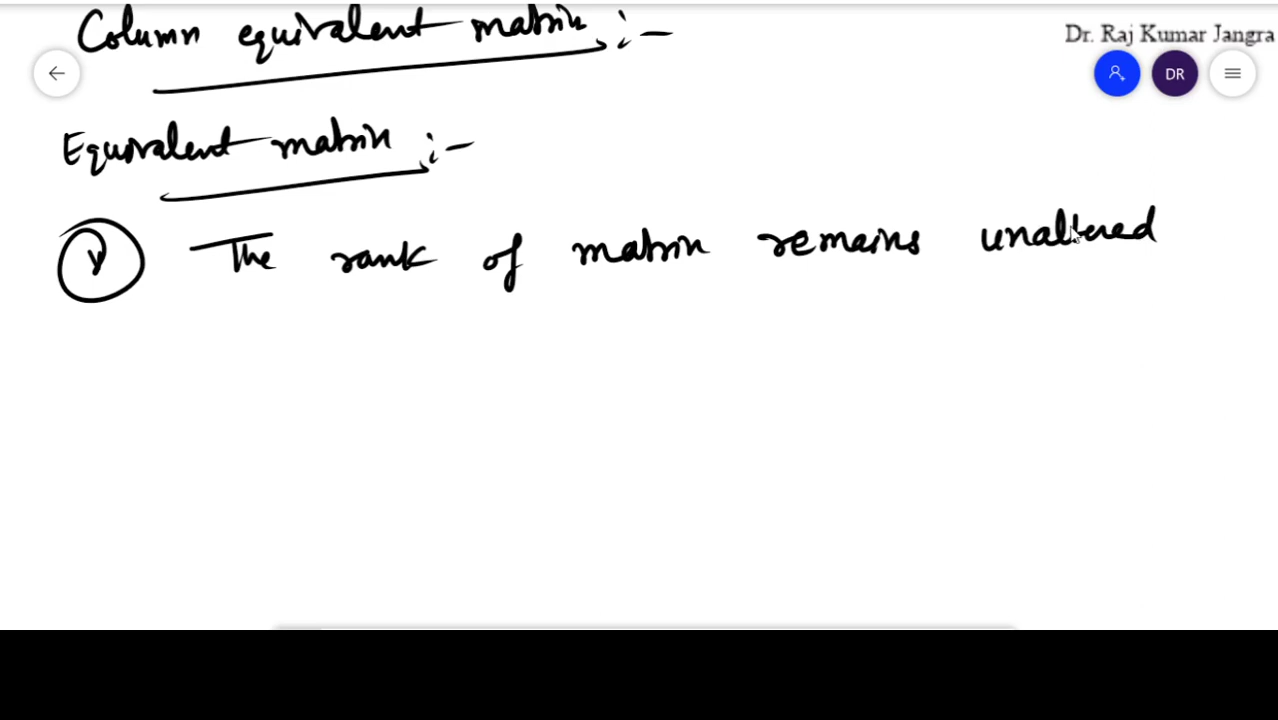 Column equivalent matrix :-
Dr. Raj Kumar Jangra
DR
Equivalent matrix :-
The rank of matrix remains unaltered